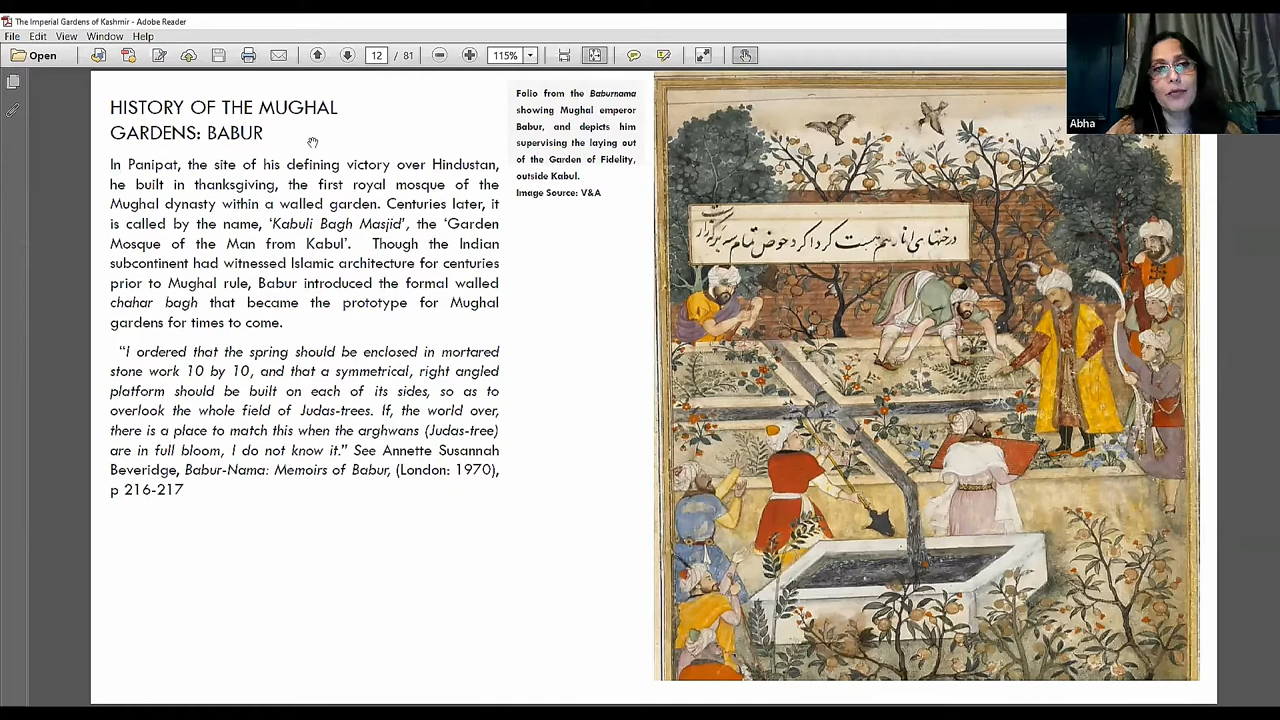 The Imperial Gardens of Kashmir - Adobe Reader
File Edit View Window Help
Open 12 / 81 115%
Abha
HISTORY OF THE MUGHAL
GARDENS: BABUR
In Panipat, the site of his defining victory over Hindustan,
he built in thanksgiving, the first royal mosque of the
Mughal dynasty within a walled garden. Centuries later, it
is called by the name, ‘Kabuli Bagh Masjid’, the ‘Garden
Mosque of the Man from Kabul’. Though the Indian
subcontinent had witnessed Islamic architecture for centuries
prior to Mughal rule, Babur introduced the formal walled
chahar bagh that became the prototype for Mughal
gardens for times to come.
“I ordered that the spring should be enclosed in mortared
stone work 10 by 10, and that a symmetrical, right angled
platform should be built on each of its sides, so as to
overlook the whole field of Judas-trees. If, the world over,
there is a place to match this when the arghwans (Judas-tree)
are in full bloom, I do not know it.” See Annette Susannah
Beveridge, Babur-Nama: Memoirs of Babur, (London: 1970),
p 216-217
Folio from the Baburnama
showing Mughal emperor
Babur, and depicts him
supervising the laying out
of the Garden of Fidelity,
outside Kabul.
Image Source: V&A
درختهای انار هم هست گرداگرد حوض تمام سه برگه زار